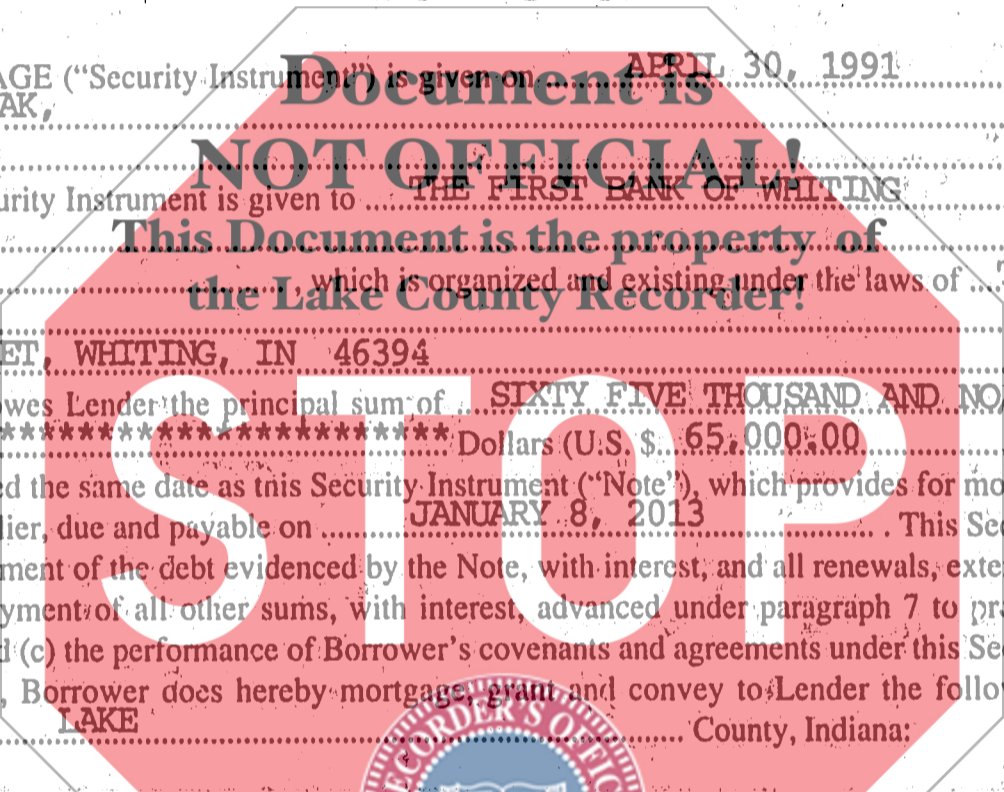 AGE (“Security Instrument”) is given on APRIL 30, 1991
AK,
Document is
NOT OFFICIAL!
urity Instrument is given to THE FIRST BANK OF WHITING
This Document is the property of
the Lake County Recorder!
, which is organized and existing under the laws of
ET, WHITING, IN 46394
STOP
owes Lender the principal sum of SIXTY FIVE THOUSAND AND NO
************************ Dollars (U.S. $ 65,000.00
d the same date as this Security Instrument (“Note”), which provides for mo
lier, due and payable on JANUARY 8, 2013 . This Se
ment of the debt evidenced by the Note, with interest, and all renewals, exte
yment of all other sums, with interest, advanced under paragraph 7 to pr
d (c) the performance of Borrower’s covenants and agreements under this Se
, Borrower does hereby mortgage, grant and convey to Lender the follo
LAKE County, Indiana:
ECORDER'S OFFIC